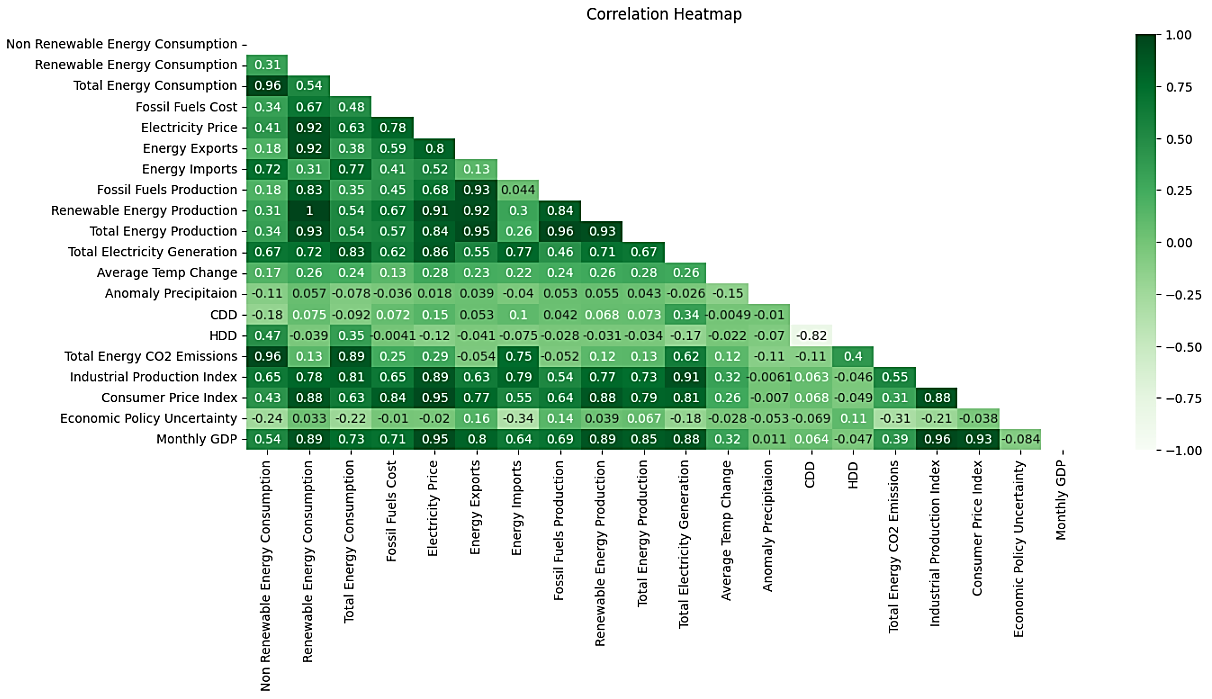 Correlation Heatmap
Non Renewable Energy Consumption
Renewable Energy Consumption 0.31
Total Energy Consumption 0.96 0.54
Fossil Fuels Cost 0.34 0.67 0.48
Electricity Price 0.41 0.92 0.63 0.78
Energy Exports 0.18 0.92 0.38 0.59 0.8
Energy Imports 0.72 0.31 0.77 0.41 0.52 0.13
Fossil Fuels Production 0.18 0.83 0.35 0.45 0.68 0.93 0.044
Renewable Energy Production 0.31 1 0.54 0.67 0.91 0.92 0.3 0.84
Total Energy Production 0.34 0.93 0.54 0.57 0.84 0.95 0.26 0.96 0.93
Total Electricity Generation 0.67 0.72 0.83 0.62 0.86 0.55 0.77 0.46 0.71 0.67
Average Temp Change 0.17 0.26 0.24 0.13 0.28 0.23 0.22 0.24 0.26 0.28 0.26
Anomaly Precipitaion -0.11 0.057 -0.078 -0.036 0.018 0.039 -0.04 0.053 0.055 0.043 -0.026 -0.15
CDD -0.18 0.075 -0.092 0.072 0.15 0.053 0.1 0.042 0.068 0.073 0.34 -0.0049 -0.01
HDD 0.47 -0.039 0.35 -0.0041 -0.12 -0.041 -0.075 -0.028 -0.031 -0.034 -0.17 -0.022 -0.07 -0.82
Total Energy CO2 Emissions 0.96 0.13 0.89 0.25 0.29 -0.054 0.75 -0.052 0.12 0.13 0.62 0.12 -0.11 -0.11 0.4
Industrial Production Index 0.65 0.78 0.81 0.65 0.89 0.63 0.79 0.54 0.77 0.73 0.91 0.32 -0.0061 0.063 -0.046 0.55
Consumer Price Index 0.43 0.88 0.63 0.84 0.95 0.77 0.55 0.64 0.88 0.79 0.81 0.26 -0.007 0.068 -0.049 0.31 0.88
Economic Policy Uncertainty -0.24 0.033 -0.22 -0.01 -0.02 0.16 -0.34 0.14 0.039 0.067 -0.18 -0.028 -0.053 -0.069 0.11 -0.31 -0.21 -0.038
Monthly GDP 0.54 0.89 0.73 0.71 0.95 0.8 0.64 0.69 0.89 0.85 0.88 0.32 0.011 0.064 -0.047 0.39 0.96 0.93 -0.084
Non Renewable Energy Consumption
Renewable Energy Consumption
Total Energy Consumption
Fossil Fuels Cost
Electricity Price
Energy Exports
Energy Imports
Fossil Fuels Production
Renewable Energy Production
Total Energy Production
Total Electricity Generation
Average Temp Change
Anomaly Precipitaion
CDD
HDD
Total Energy CO2 Emissions
Industrial Production Index
Consumer Price Index
Economic Policy Uncertainty
Monthly GDP
1.00
0.75
0.50
0.25
0.00
−0.25
−0.50
−0.75
−1.00